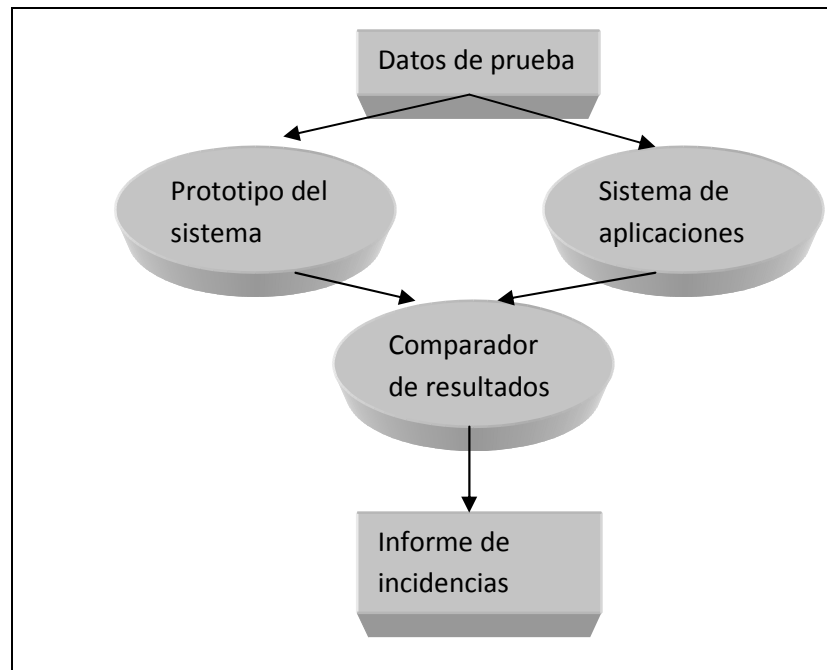 Datos de prueba
Prototipo del
sistema
Sistema de
aplicaciones
Comparador
de resultados
Informe de
incidencias